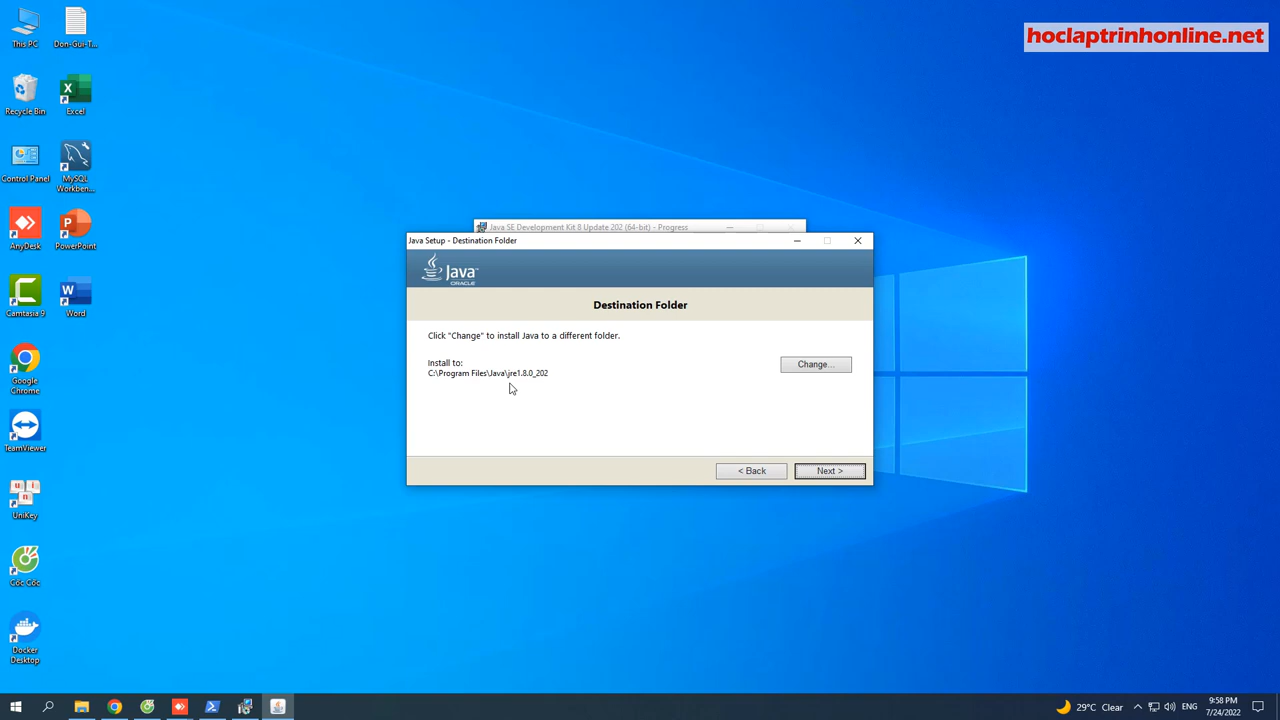 hoclaptrinhonline.net
This PC
Don-Gui-T...
Recycle Bin
Excel
Control Panel
MySQL
Workben...
AnyDesk
PowerPoint
Camtasia 9
Word
Google
Chrome
TeamViewer
UniKey
Cốc Cốc
Docker
Desktop
Java SE Development Kit 8 Update 202 (64-bit) - Progress
Java Setup - Destination Folder
Java
ORACLE
Destination Folder
Click "Change" to install Java to a different folder.
Install to:
C:\Program Files\Java\jre1.8.0_202
Change...
< Back
Next >
29°C Clear
ENG
9:58 PM
7/24/2022